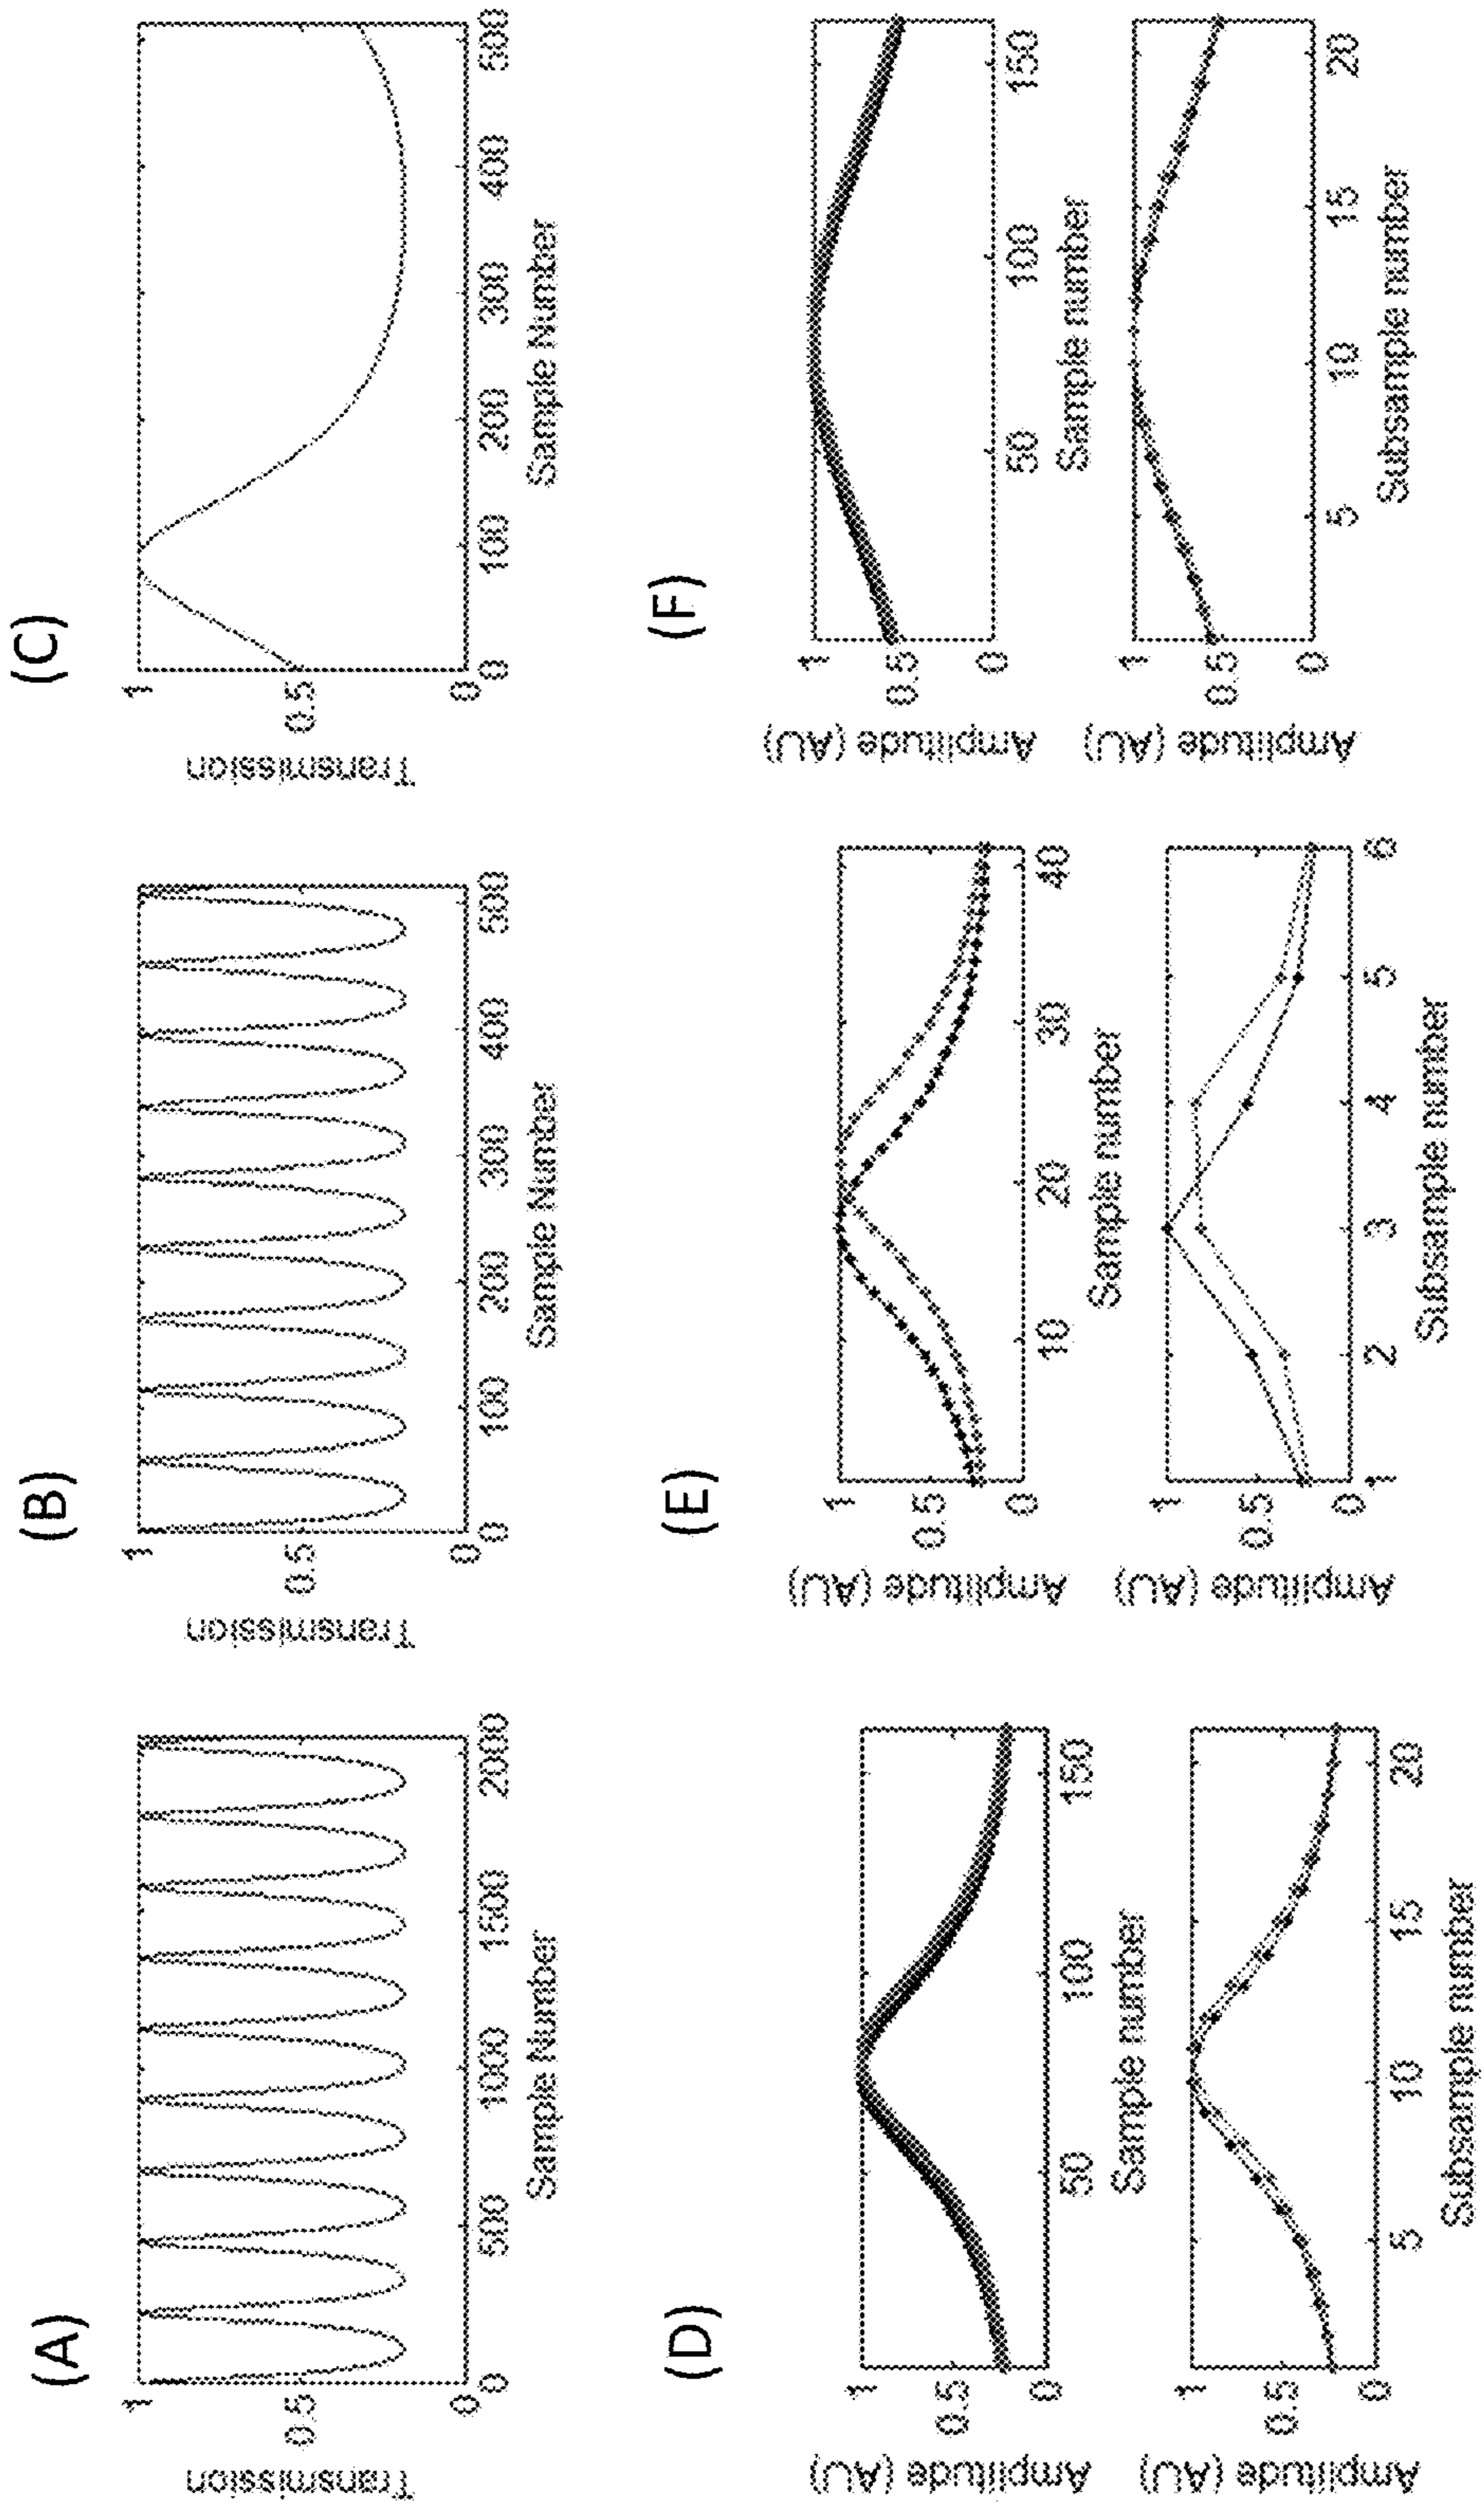 (A)
1
0.5
0
Transmission
0 500 1000 1500 2000
Sample Number
(B)
1
0.5
0
Transmission
0 100 200 300 400 500
Sample Number
(C)
1
0.5
0
Transmission
0 100 200 300 400 500
Sample Number
(D)
1
0.5
0
Amplitude (AU)
50 100 150
Sample number
1
0.5
0
Amplitude (AU)
5 10 15 20
Subsample number
(E)
1
0.5
0
Amplitude (AU)
10 20 30 40
Sample number
1
0.5
0
Amplitude (AU)
1 2 3 4 5 6
Subsample number
(F)
1
0.5
0
Amplitude (AU)
50 100 150
Sample number
1
0.5
0
Amplitude (AU)
5 10 15 20
Subsample number